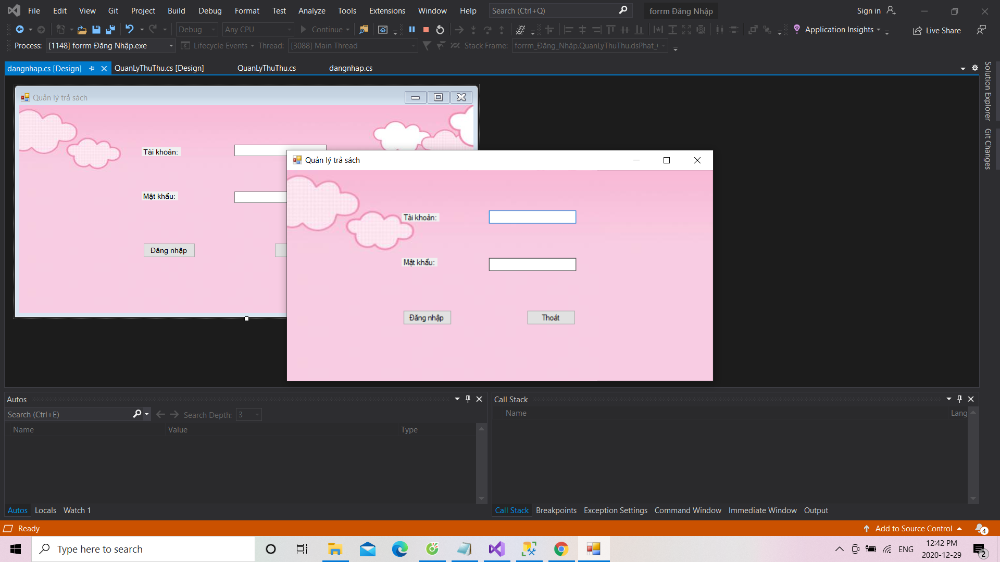 File Edit View Git Project Build Debug Format Test Analyze Tools Extensions Window Help Search (Ctrl+Q) forrm Đăng Nhập Sign in
Debug Any CPU Continue Application Insights Live Share
Process: [1148] forrm Đăng Nhập.exe Lifecycle Events Thread: [3088] Main Thread Stack Frame: forrm_Đăng_Nhập.QuanLyThuThu.dsPhat_
dangnhap.cs [Design] QuanLyThuThu.cs [Design] QuanLyThuThu.cs dangnhap.cs
Solution Explorer
Git Changes
Quản lý trả sách
Tài khoản:
Mật khẩu:
Đăng nhập
Quản lý trả sách
Tài khoản:
Mật khẩu:
Đăng nhập Thoát
Autos
Search (Ctrl+E) Search Depth: 3
Name Value Type
Autos Locals Watch 1
Call Stack
Name Lang
Call Stack Breakpoints Exception Settings Command Window Immediate Window Output
Ready Add to Source Control 4
Type here to search ENG 12:42 PM
2020-12-29 2